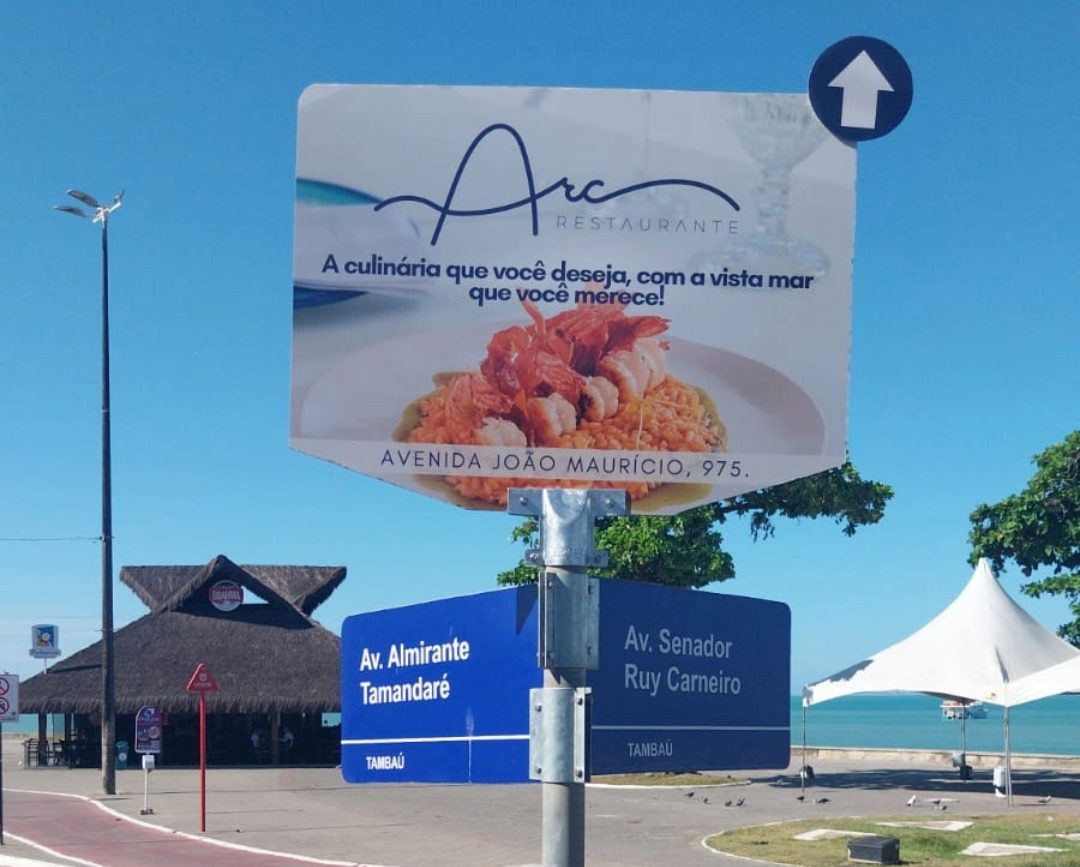 Arc
RESTAURANTE
A culinária que você deseja, com a vista mar
que você merece!
AVENIDA JOÃO MAURÍCIO, 975.
BRAHMA
Av. Almirante
Tamandaré
TAMBAÚ
Av. Senador
Ruy Carneiro
TAMBAÚ